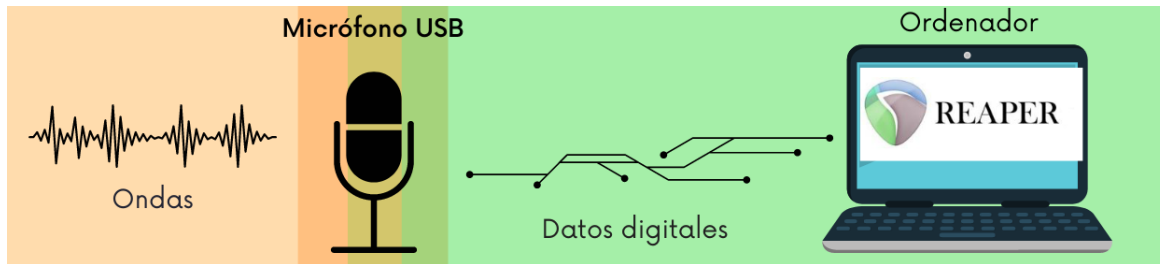 Micrófono USB
Ordenador
REAPER
Ondas
Datos digitales